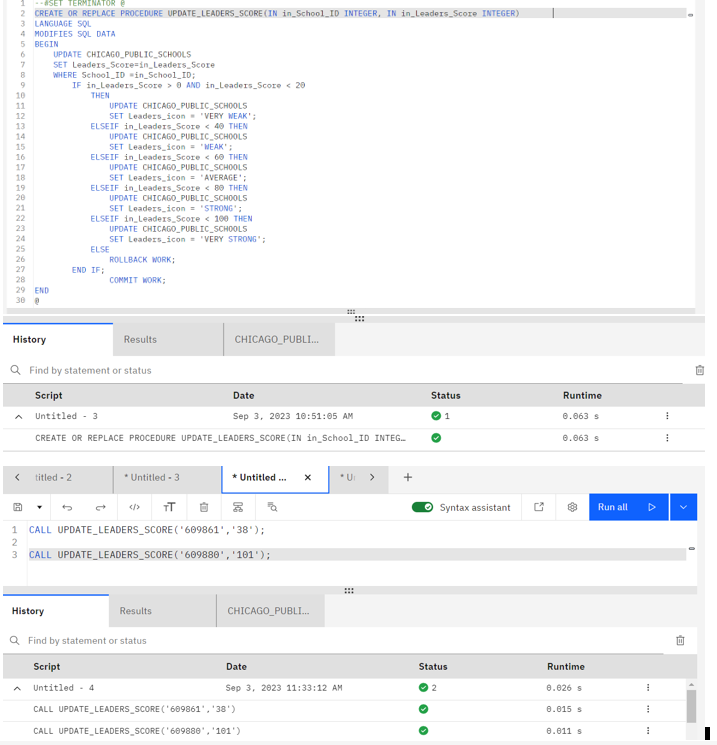 1 --#SET TERMINATOR @
2 CREATE OR REPLACE PROCEDURE UPDATE_LEADERS_SCORE(IN in_School_ID INTEGER, IN in_Leaders_Score INTEGER)
3 LANGUAGE SQL
4 MODIFIES SQL DATA
5 BEGIN
6 UPDATE CHICAGO_PUBLIC_SCHOOLS
7 SET Leaders_Score=in_Leaders_Score
8 WHERE School_ID =in_School_ID;
9 IF in_Leaders_Score > 0 AND in_Leaders_Score < 20
10 THEN
11 UPDATE CHICAGO_PUBLIC_SCHOOLS
12 SET Leaders_icon = 'VERY WEAK';
13 ELSEIF in_Leaders_Score < 40 THEN
14 UPDATE CHICAGO_PUBLIC_SCHOOLS
15 SET Leaders_icon = 'WEAK';
16 ELSEIF in_Leaders_Score < 60 THEN
17 UPDATE CHICAGO_PUBLIC_SCHOOLS
18 SET Leaders_icon = 'AVERAGE';
19 ELSEIF in_Leaders_Score < 80 THEN
20 UPDATE CHICAGO_PUBLIC_SCHOOLS
21 SET Leaders_icon = 'STRONG';
22 ELSEIF in_Leaders_Score < 100 THEN
23 UPDATE CHICAGO_PUBLIC_SCHOOLS
24 SET Leaders_icon = 'VERY STRONG';
25 ELSE
26 ROLLBACK WORK;
27 END IF;
28 COMMIT WORK;
29 END
30 @
History Results CHICAGO_PUBLI...
Find by statement or status
Script Date Status Runtime
Untitled - 3 Sep 3, 2023 10:51:05 AM 1 0.063 s
CREATE OR REPLACE PROCEDURE UPDATE_LEADERS_SCORE(IN in_School_ID INTEG... 0.063 s
titled - 2 * Untitled - 3 * Untitled ... * U
Tt Syntax assistant Run all
1 CALL UPDATE_LEADERS_SCORE('609861','38');
2
3 CALL UPDATE_LEADERS_SCORE('609880','101');
History Results CHICAGO_PUBLI...
Find by statement or status
Script Date Status Runtime
Untitled - 4 Sep 3, 2023 11:33:12 AM 2 0.026 s
CALL UPDATE_LEADERS_SCORE('609861','38') 0.015 s
CALL UPDATE_LEADERS_SCORE('609880','101') 0.011 s